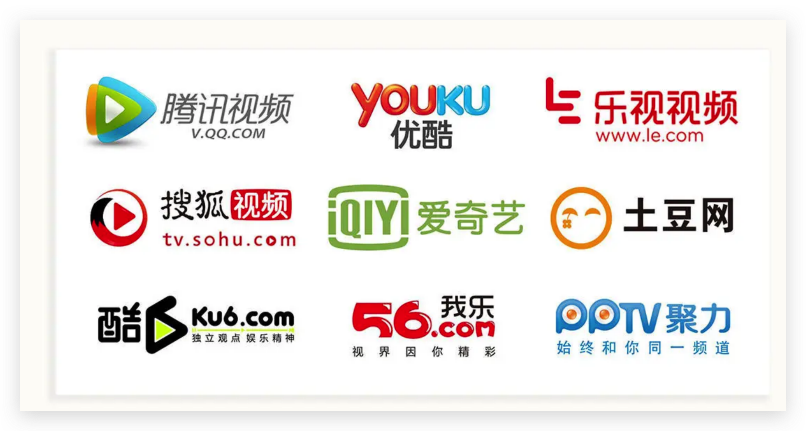 腾讯视频
V.QQ.COM
YOUKU
优酷
乐视视频
www.le.com
搜狐视频
tv.sohu.com
iQIYI 爱奇艺
土豆网
酷6 Ku6.com
独立观点 娱乐精神
56.com 我乐
视界因你精彩
PPTV聚力
始终和你同一频道